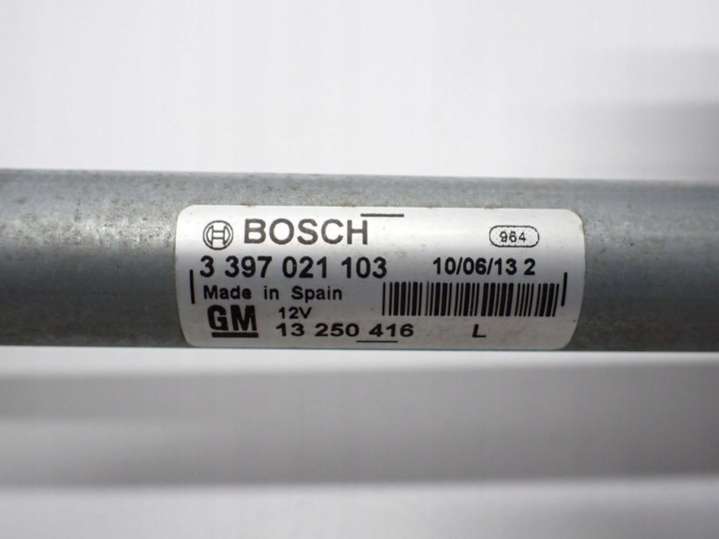 BOSCH 964
3 397 021 103 10/06/13 2
Made in Spain
12V
GM 13 250 416 L